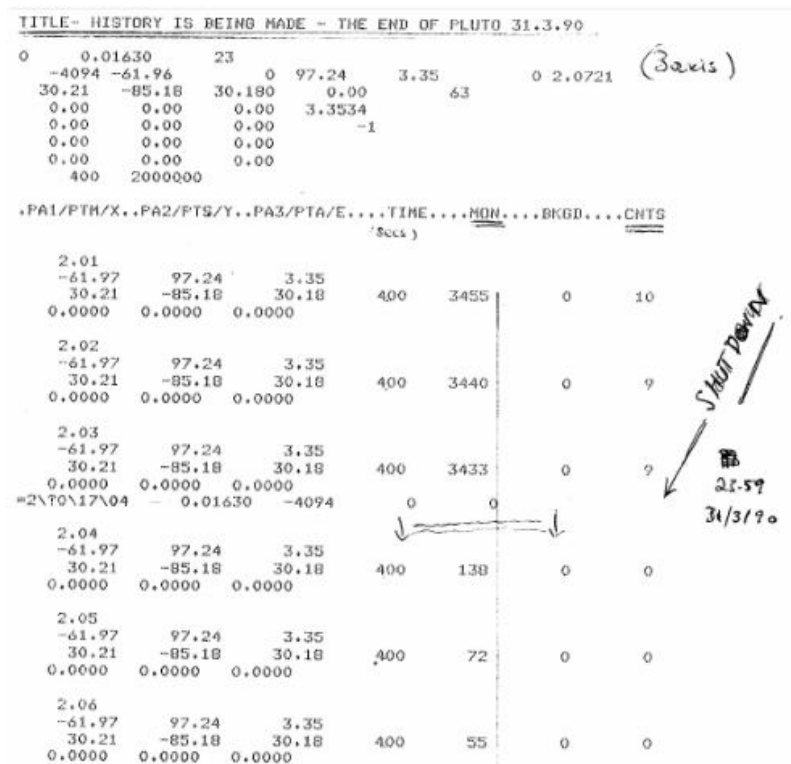 TITLE- HISTORY IS BEING MADE - THE END OF PLUTO 31.3.90
0 0.01630 23
-4094 -61.96 0 97.24 3.35 0 2.0721 (3axis)
30.21 -85.18 30.180 0.00 63
0.00 0.00 0.00 3.3534
0.00 0.00 0.00 -1
0.00 0.00 0.00
0.00 0.00 0.00
400 2000000
.PA1/PTM/X..PA2/PTS/Y..PA3/PTA/E....TIME....MON....BKGD....CNTS
(Secs)
2.01
-61.97 97.24 3.35
30.21 -85.18 30.18 400 3455 0 10
0.0000 0.0000 0.0000
2.02
-61.97 97.24 3.35
30.21 -85.18 30.18 400 3440 0 9
0.0000 0.0000 0.0000
SHUT DOWN
2.03
-61.97 97.24 3.35
30.21 -85.18 30.18 400 3433 0 9
0.0000 0.0000 0.0000
23.59
=2\T0\17\04 - 0.01630 -4094 0 0
31/3/90
2.04
-61.97 97.24 3.35
30.21 -85.18 30.18 400 138 0 0
0.0000 0.0000 0.0000
2.05
-61.97 97.24 3.35
30.21 -85.18 30.18 400 72 0 0
0.0000 0.0000 0.0000
2.06
-61.97 97.24 3.35
30.21 -85.18 30.18 400 55 0 0
0.0000 0.0000 0.0000